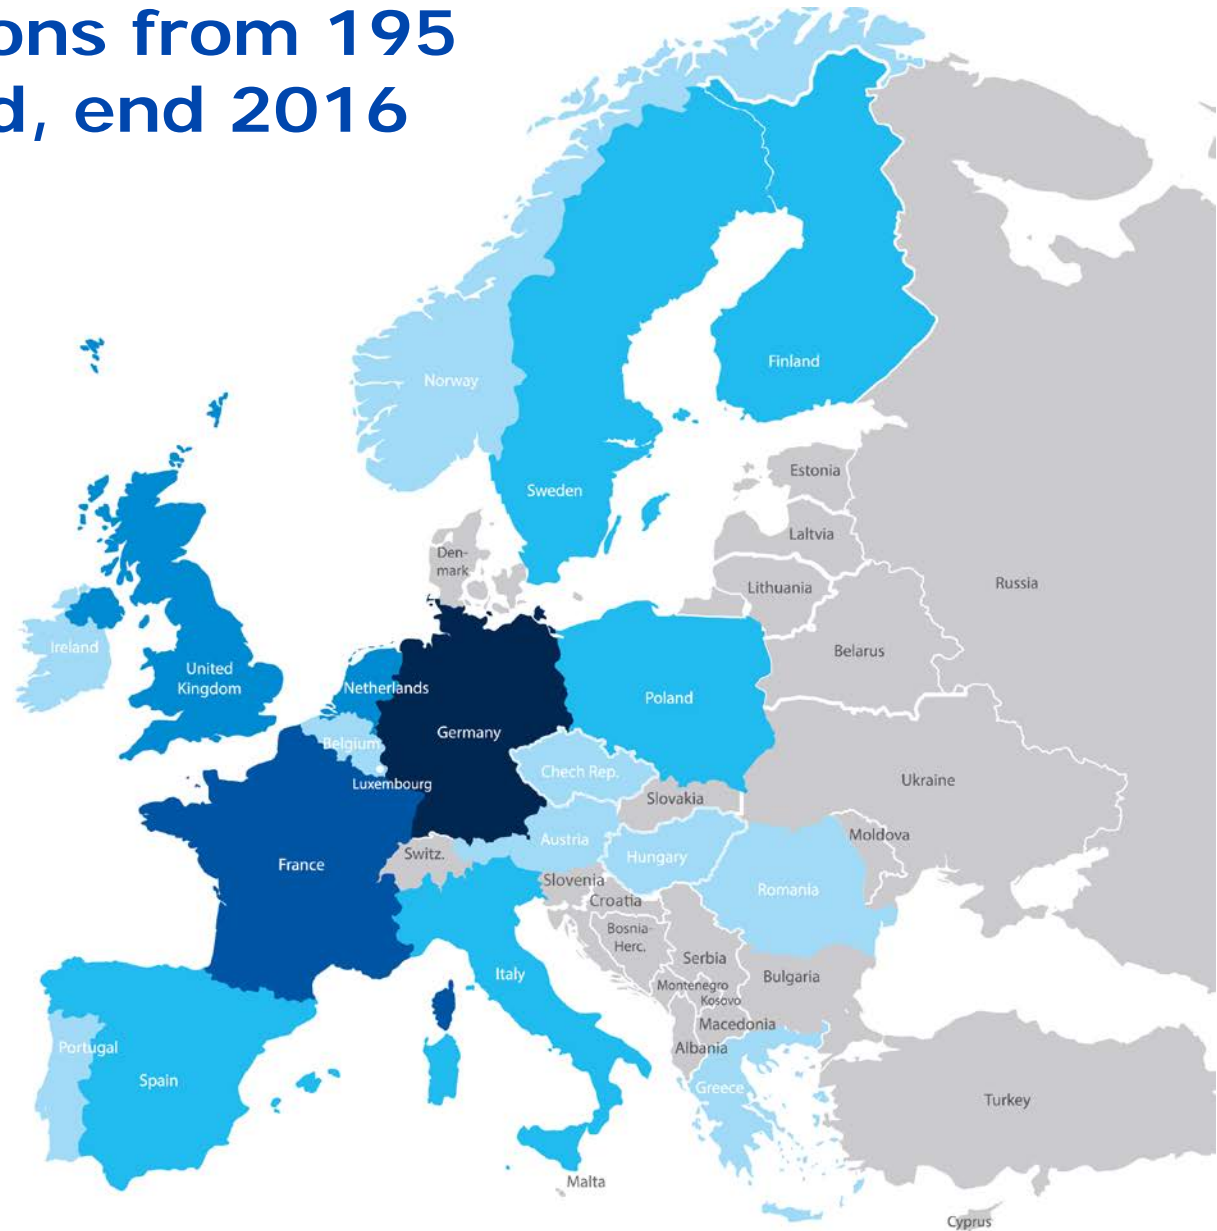 ons from 195
d, end 2016
Norway
Finland
Sweden
Estonia
Laltvia
Den-
mark
Lithuania
Russia
Belarus
Ireland
United
Kingdom
Netherlands
Poland
Germany
Belgium
Chech Rep.
Luxembourg
Ukraine
Slovakia
Moldova
Austria
Switz.
Hungary
France
Slovenia
Romania
Croatia
Bosnia-
Herc.
Serbia
Italy
Bulgaria
Montenegro
Kosovo
Macedonia
Portugal
Albania
Spain
Greece
Turkey
Malta
Cyprus